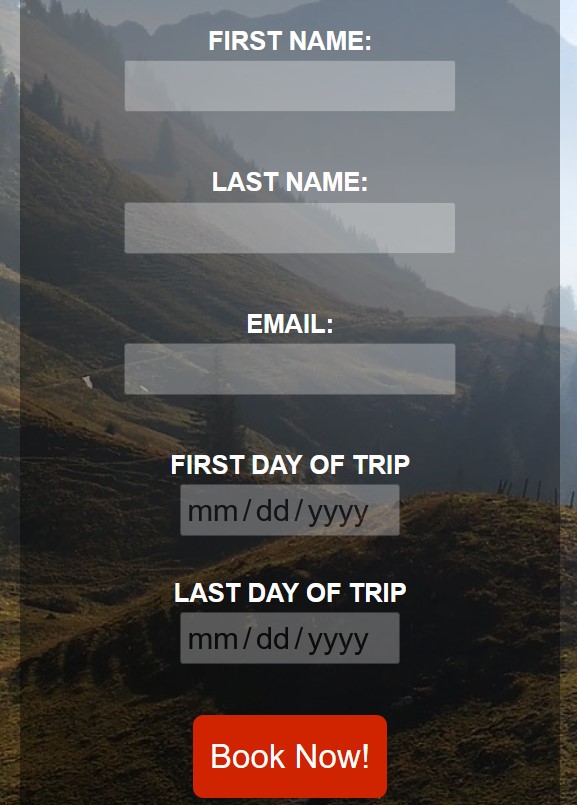 FIRST NAME:
LAST NAME:
EMAIL:
FIRST DAY OF TRIP
mm/dd/yyyy
LAST DAY OF TRIP
mm/dd/yyyy
Book Now!